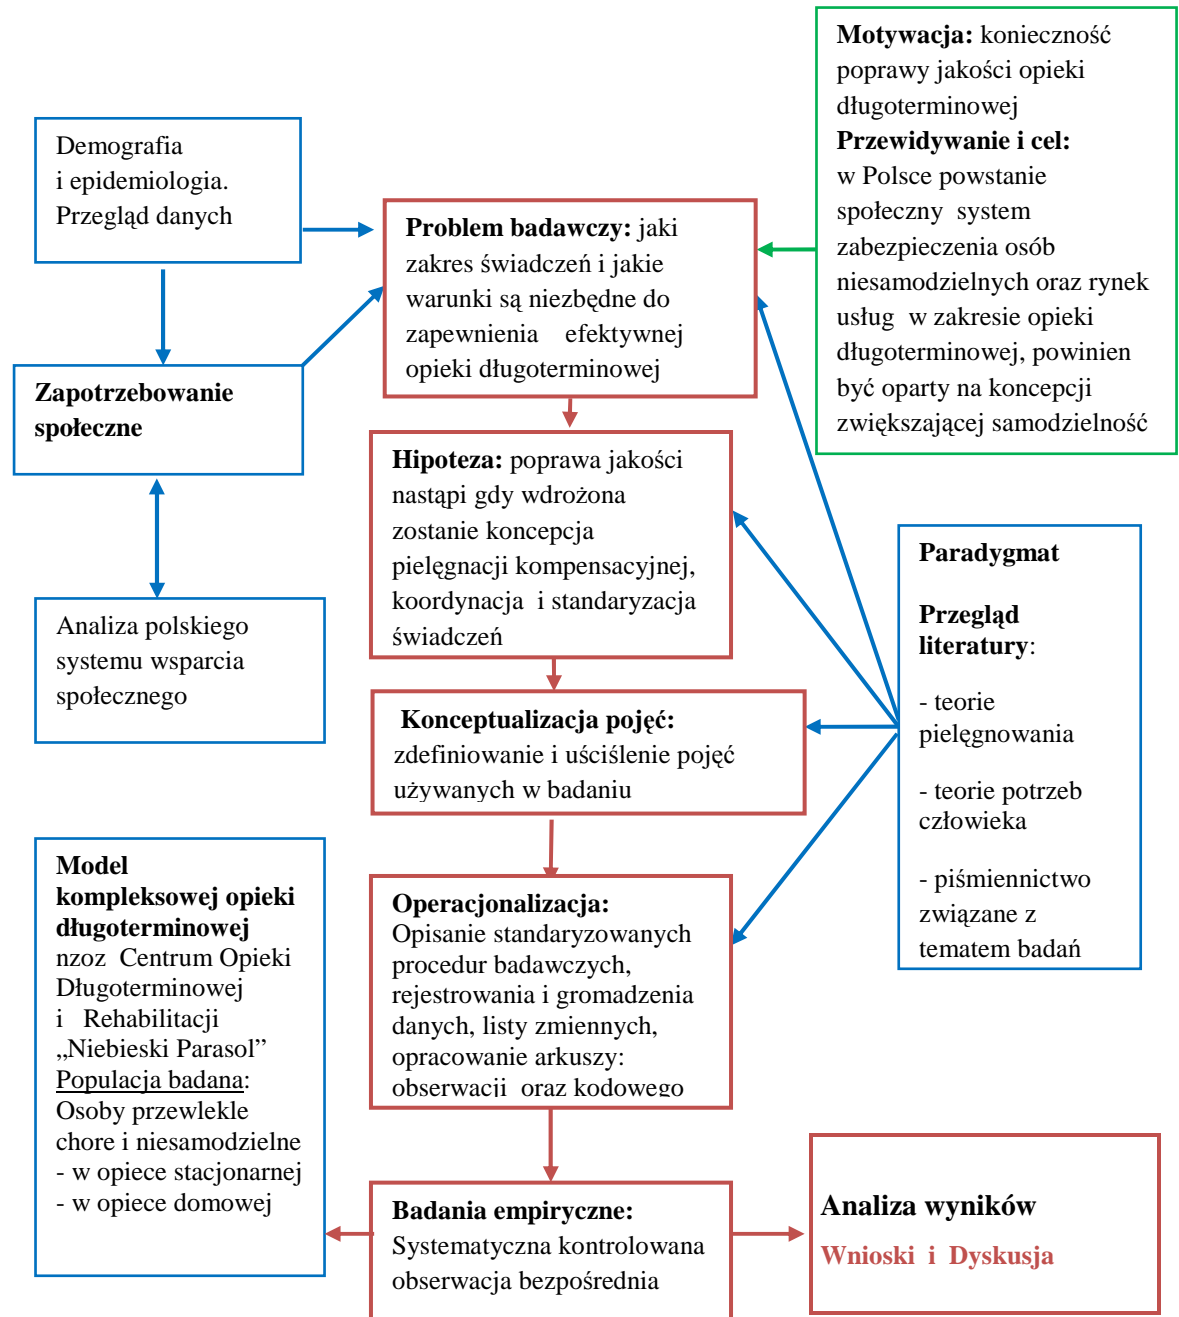 Motywacja: konieczność
poprawy jakości opieki
długoterminowej
Przewidywanie i cel:
w Polsce powstanie
społeczny system
zabezpieczenia osób
niesamodzielnych oraz rynek
usług w zakresie opieki
długoterminowej, powinien
być oparty na koncepcji
zwiększającej samodzielność
Demografia
i epidemiologia.
Przegląd danych
Problem badawczy: jaki
zakres świadczeń i jakie
warunki są niezbędne do
zapewnienia efektywnej
opieki długoterminowej
Zapotrzebowanie
społeczne
Hipoteza: poprawa jakości
nastąpi gdy wdrożona
zostanie koncepcja
pielęgnacji kompensacyjnej,
koordynacja i standaryzacja
świadczeń
Paradygmat
Przegląd
literatury:
- teorie
pielęgnowania
- teorie potrzeb
człowieka
- piśmiennictwo
związane z
tematem badań
Analiza polskiego
systemu wsparcia
społecznego
Konceptualizacja pojęć:
zdefiniowanie i uściślenie pojęć
używanych w badaniu
Model
kompleksowej opieki
długoterminowej
nzoz Centrum Opieki
Długoterminowej
i Rehabilitacji
„Niebieski Parasol”
Populacja badana:
Osoby przewlekle
chore i niesamodzielne
- w opiece stacjonarnej
- w opiece domowej
Operacjonalizacja:
Opisanie standaryzowanych
procedur badawczych,
rejestrowania i gromadzenia
danych, listy zmiennych,
opracowanie arkuszy:
obserwacji oraz kodowego
Badania empiryczne:
Systematyczna kontrolowana
obserwacja bezpośrednia
Analiza wyników
Wnioski i Dyskusja